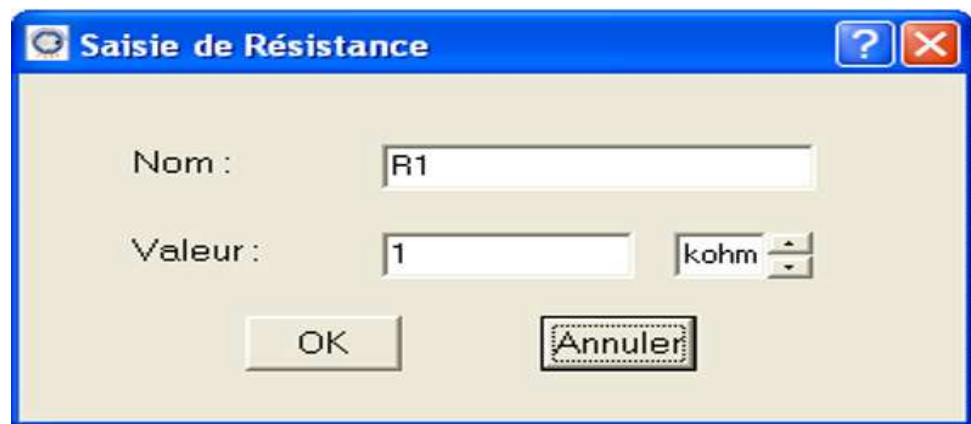 Saisie de Résistance
Nom : R1
Valeur : 1 kohm
OK Annuler